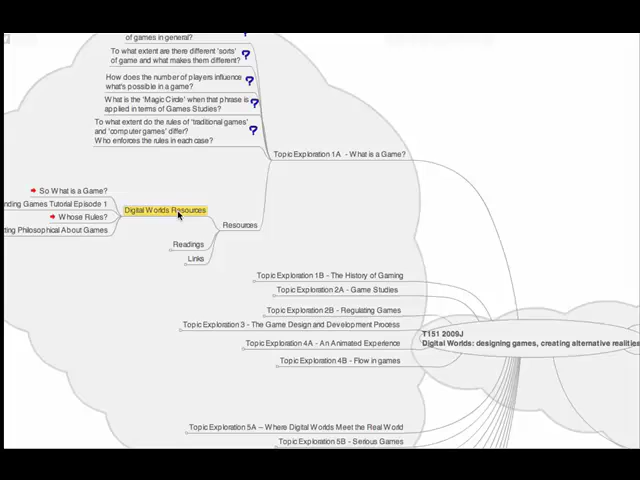 of games in general?
To what extent are there different 'sorts'
of game and what makes them different?
How does the number of players influence
what's possible in a game?
What is the 'Magic Circle' when that phrase is
applied in terms of Games Studies?
To what extent do the rules of 'traditional games'
and 'computer games' differ?
Who enforces the rules in each case?
Topic Exploration 1A - What is a Game?
So What is a Game?
nding Games Tutorial Episode 1
Whose Rules?
ting Philosophical About Games
Digital Worlds Resources
Resources
Readings
Links
Topic Exploration 1B - The History of Gaming
Topic Exploration 2A - Game Studies
Topic Exploration 2B - Regulating Games
Topic Exploration 3 - The Game Design and Development Process
Topic Exploration 4A - An Animated Experience
Topic Exploration 4B - Flow in games
T151 2009J
Digital Worlds: designing games, creating alternative realities
Topic Exploration 5A -- Where Digital Worlds Meet the Real World
Topic Exploration 5B - Serious Games